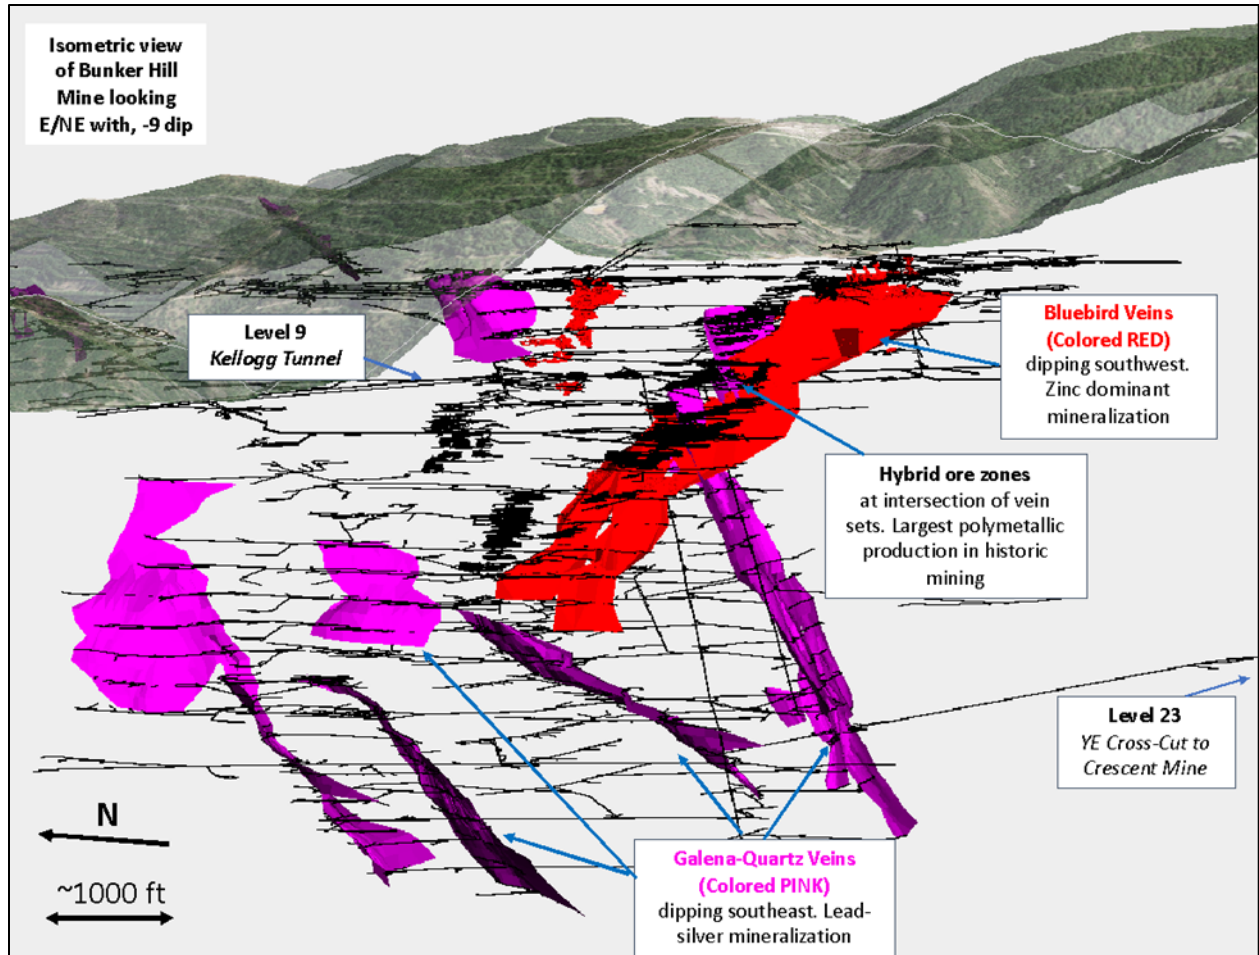 Isometric view
of Bunker Hill
Mine looking
E/NE with, -9 dip
Level 9
Kellogg Tunnel
Bluebird Veins
(Colored RED)
dipping southwest.
Zinc dominant
mineralization
Hybrid ore zones
at intersection of vein
sets. Largest polymetallic
production in historic
mining
Level 23
YE Cross-Cut to
Crescent Mine
N
~1000 ft
Galena-Quartz Veins
(Colored PINK)
dipping southeast. Lead-
silver mineralization